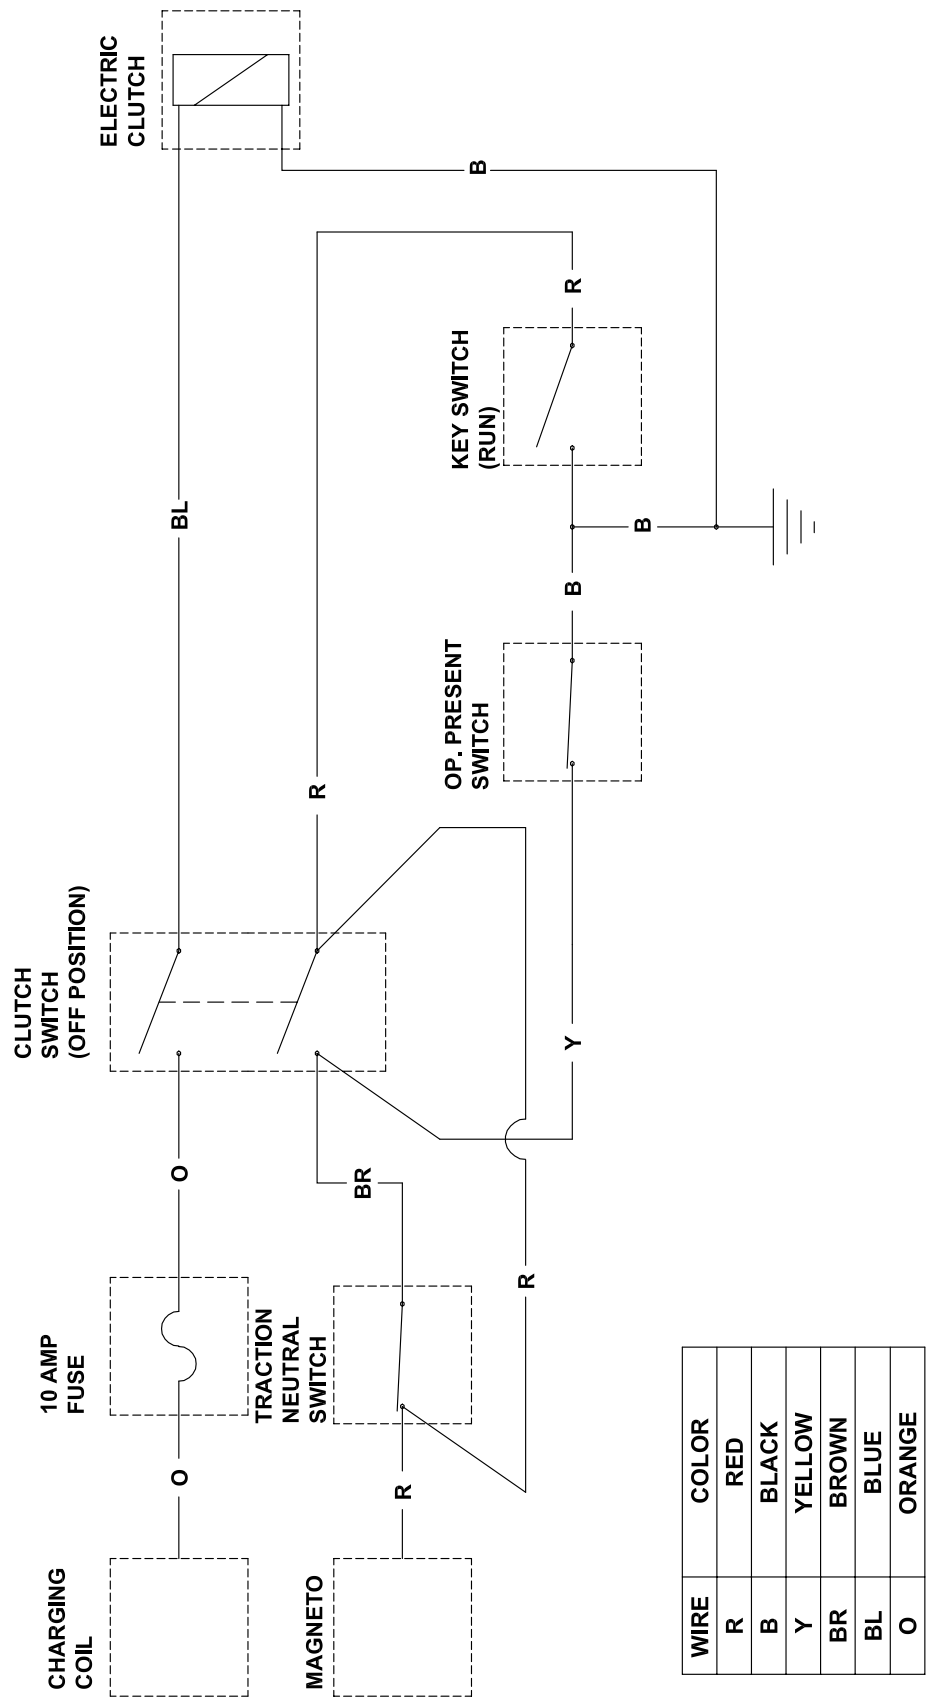 ELECTRIC
CLUTCH
B
R
KEY SWITCH
(RUN)
BL
B
B
OP. PRESENT
SWITCH
R
CLUTCH
SWITCH
(OFF POSITION)
Y
O
BR
R
10 AMP
FUSE
TRACTION
NEUTRAL
SWITCH
O
R
CHARGING
COIL
MAGNETO
WIRE COLOR
R RED
B BLACK
Y YELLOW
BR BROWN
BL BLUE
O ORANGE